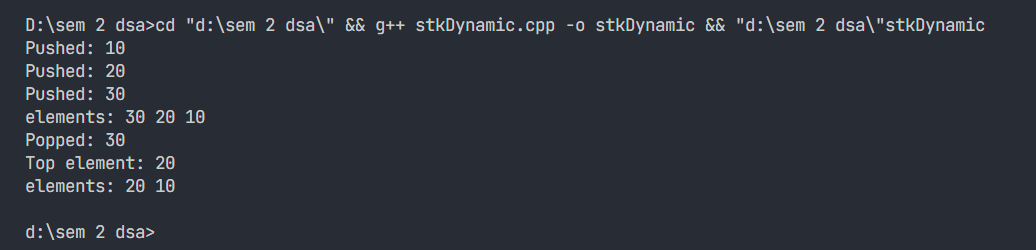 D:\sem 2 dsa>cd "d:\sem 2 dsa\" && g++ stkDynamic.cpp -o stkDynamic && "d:\sem 2 dsa\"stkDynamic
Pushed: 10
Pushed: 20
Pushed: 30
elements: 30 20 10
Popped: 30
Top element: 20
elements: 20 10
d:\sem 2 dsa>